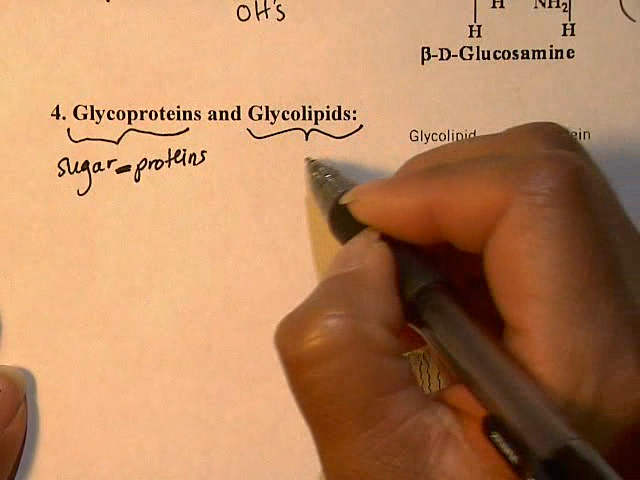 OH's
H NH2
H H
β-D-Glucosamine
4. Glycoproteins and Glycolipids:
Glycolipid
sugar-proteins